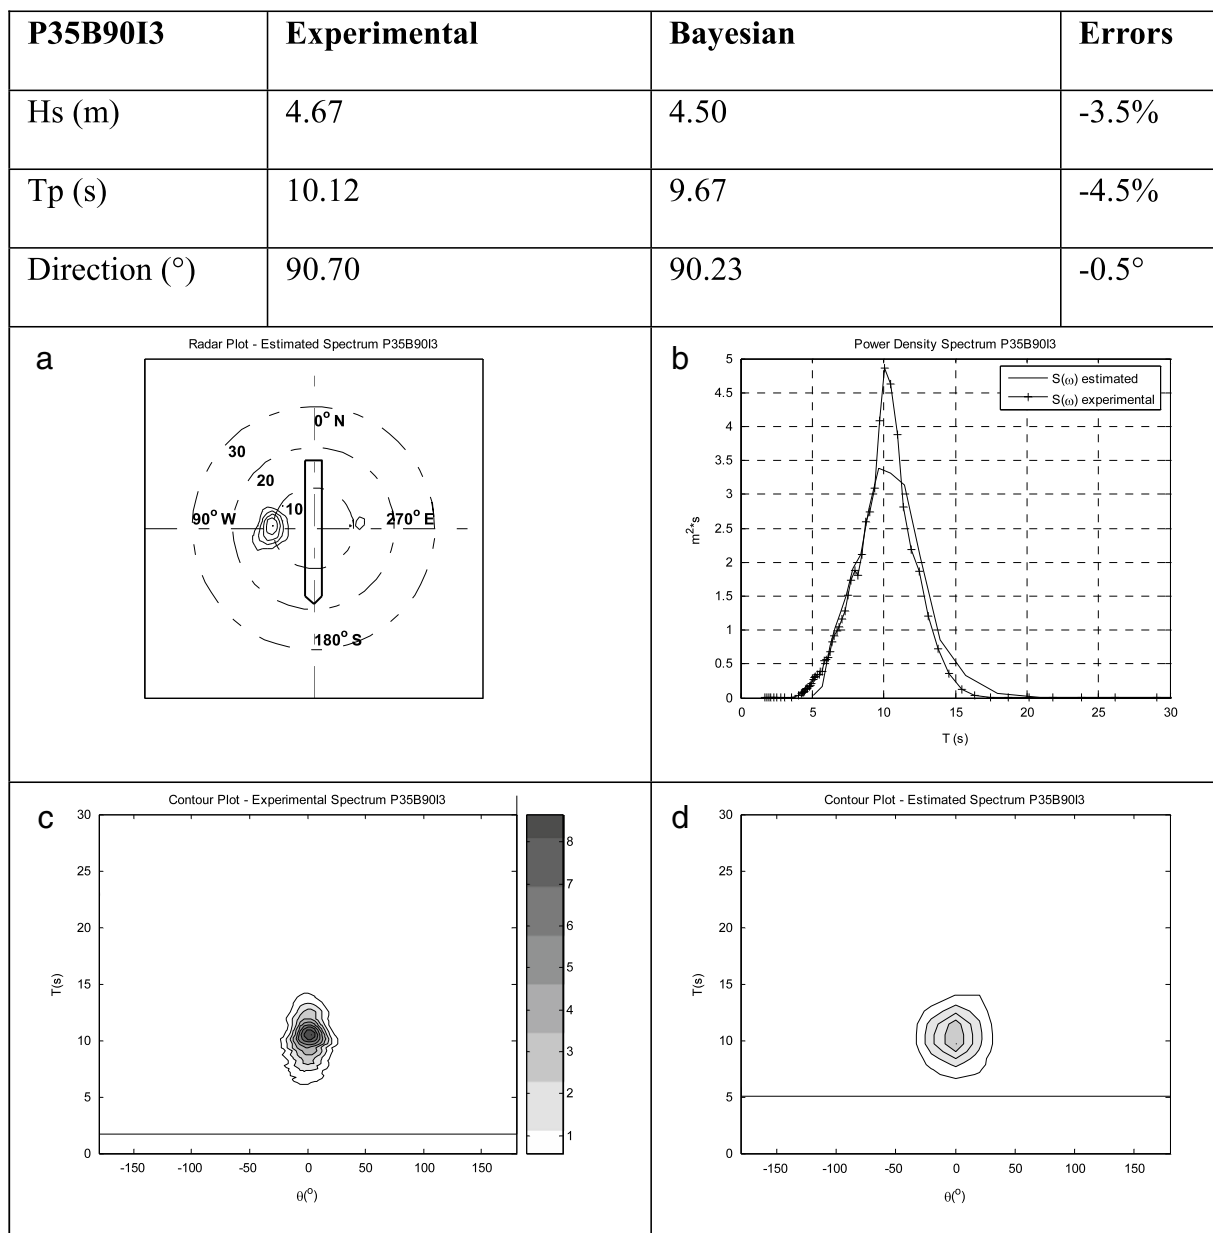 P35B90I3 Experimental Bayesian Errors
Hs (m) 4.67 4.50 -3.5%
Tp (s) 10.12 9.67 -4.5%
Direction (°) 90.70 90.23 -0.5°
a
Radar Plot - Estimated Spectrum P35B90I3
0° N
30
20
10
90° W
270° E
180° S
b
Power Density Spectrum P35B90I3
S(ω) estimated
S(ω) experimental
5
4.5
4
3.5
3
2.5
2
1.5
1
0.5
0
m²*s
0 5 10 15 20 25 30
T (s)
c
Contour Plot - Experimental Spectrum P35B90I3
30
25
20
15
10
5
0
T(s)
-150 -100 -50 0 50 100 150
θ(°)
8
7
6
5
4
3
2
1
d
Contour Plot - Estimated Spectrum P35B90I3
30
25
20
15
10
5
0
T(s)
-150 -100 -50 0 50 100 150
θ(°)